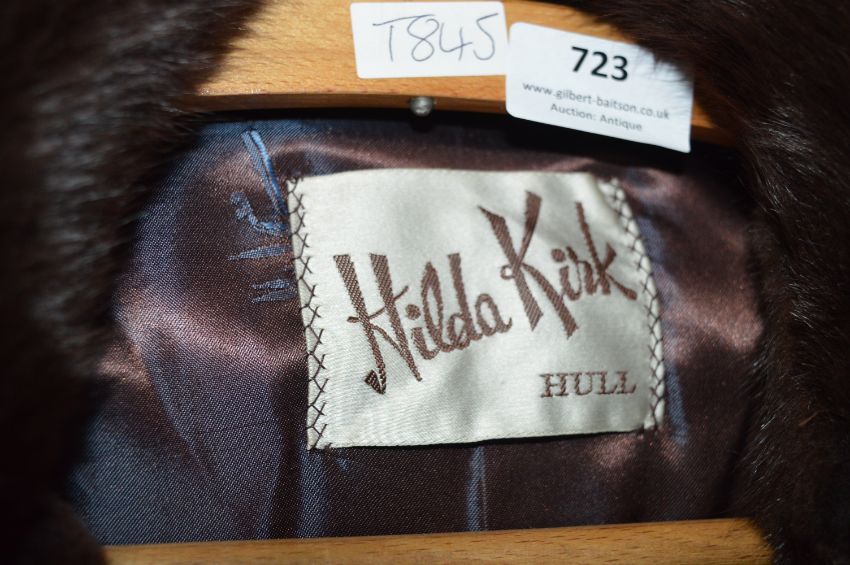 T845
723
www.gilbert-baitson.co.uk
Auction: Antique
Hilda Kirk
HULL